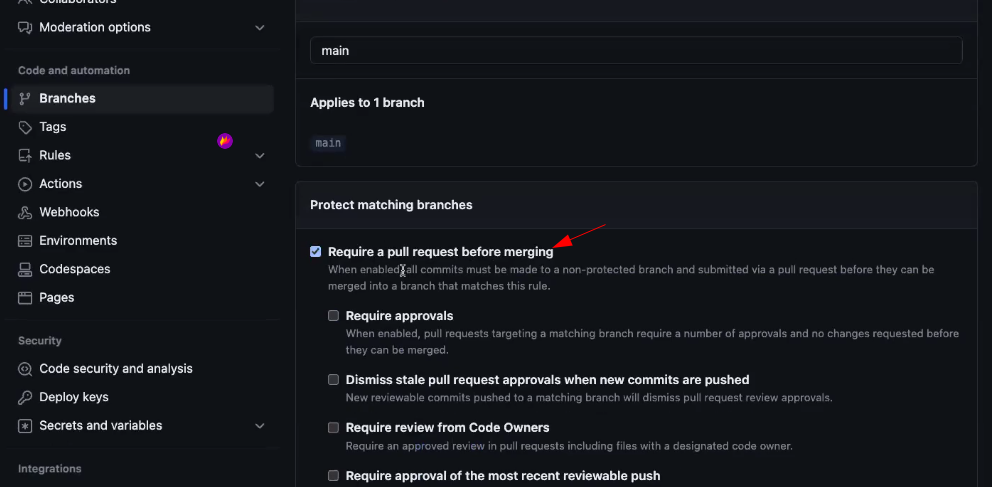 Collaborators
Moderation options
Code and automation
Branches
Tags
Rules
Actions
Webhooks
Environments
Codespaces
Pages
Security
Code security and analysis
Deploy keys
Secrets and variables
Integrations
main
Applies to 1 branch
main
Protect matching branches
Require a pull request before merging
When enabled, all commits must be made to a non-protected branch and submitted via a pull request before they can be
merged into a branch that matches this rule.
Require approvals
When enabled, pull requests targeting a matching branch require a number of approvals and no changes requested before
they can be merged.
Dismiss stale pull request approvals when new commits are pushed
New reviewable commits pushed to a matching branch will dismiss pull request review approvals.
Require review from Code Owners
Require an approved review in pull requests including files with a designated code owner.
Require approval of the most recent reviewable push